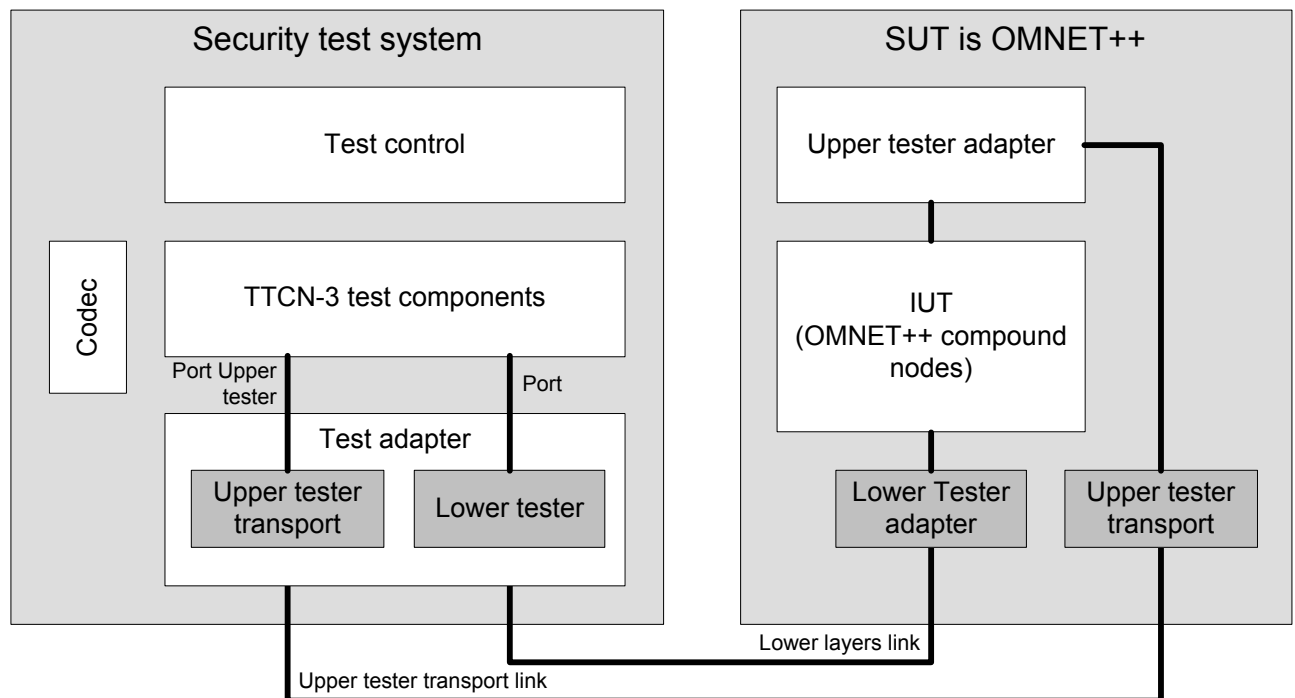 Security test system
Test control
Codec
TTCN-3 test components
Port Upper
tester
Port
Test adapter
Upper tester
transport
Lower tester
SUT is OMNET++
Upper tester adapter
IUT
(OMNET++ compound
nodes)
Lower Tester
adapter
Upper tester
transport
Lower layers link
Upper tester transport link